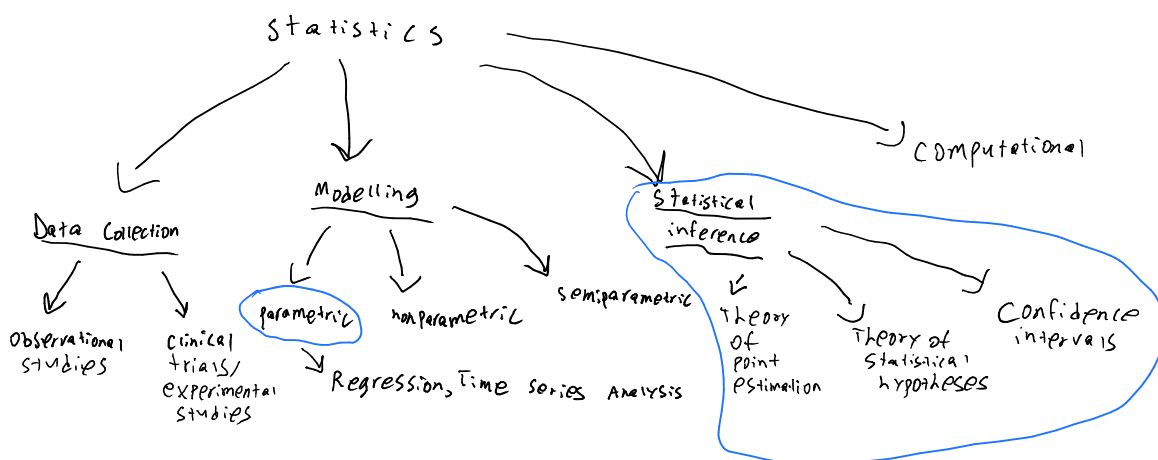 Statistics
Computational
Modelling
Statistical
inference
Data Collection
semiparametric
parametric
nonparametric
Theory
of
point
estimation
Theory of
Statistical
hypotheses
Confidence
intervals
Observational
studies
clinical
trials/
experimental
studies
Regression, Time Series Analysis